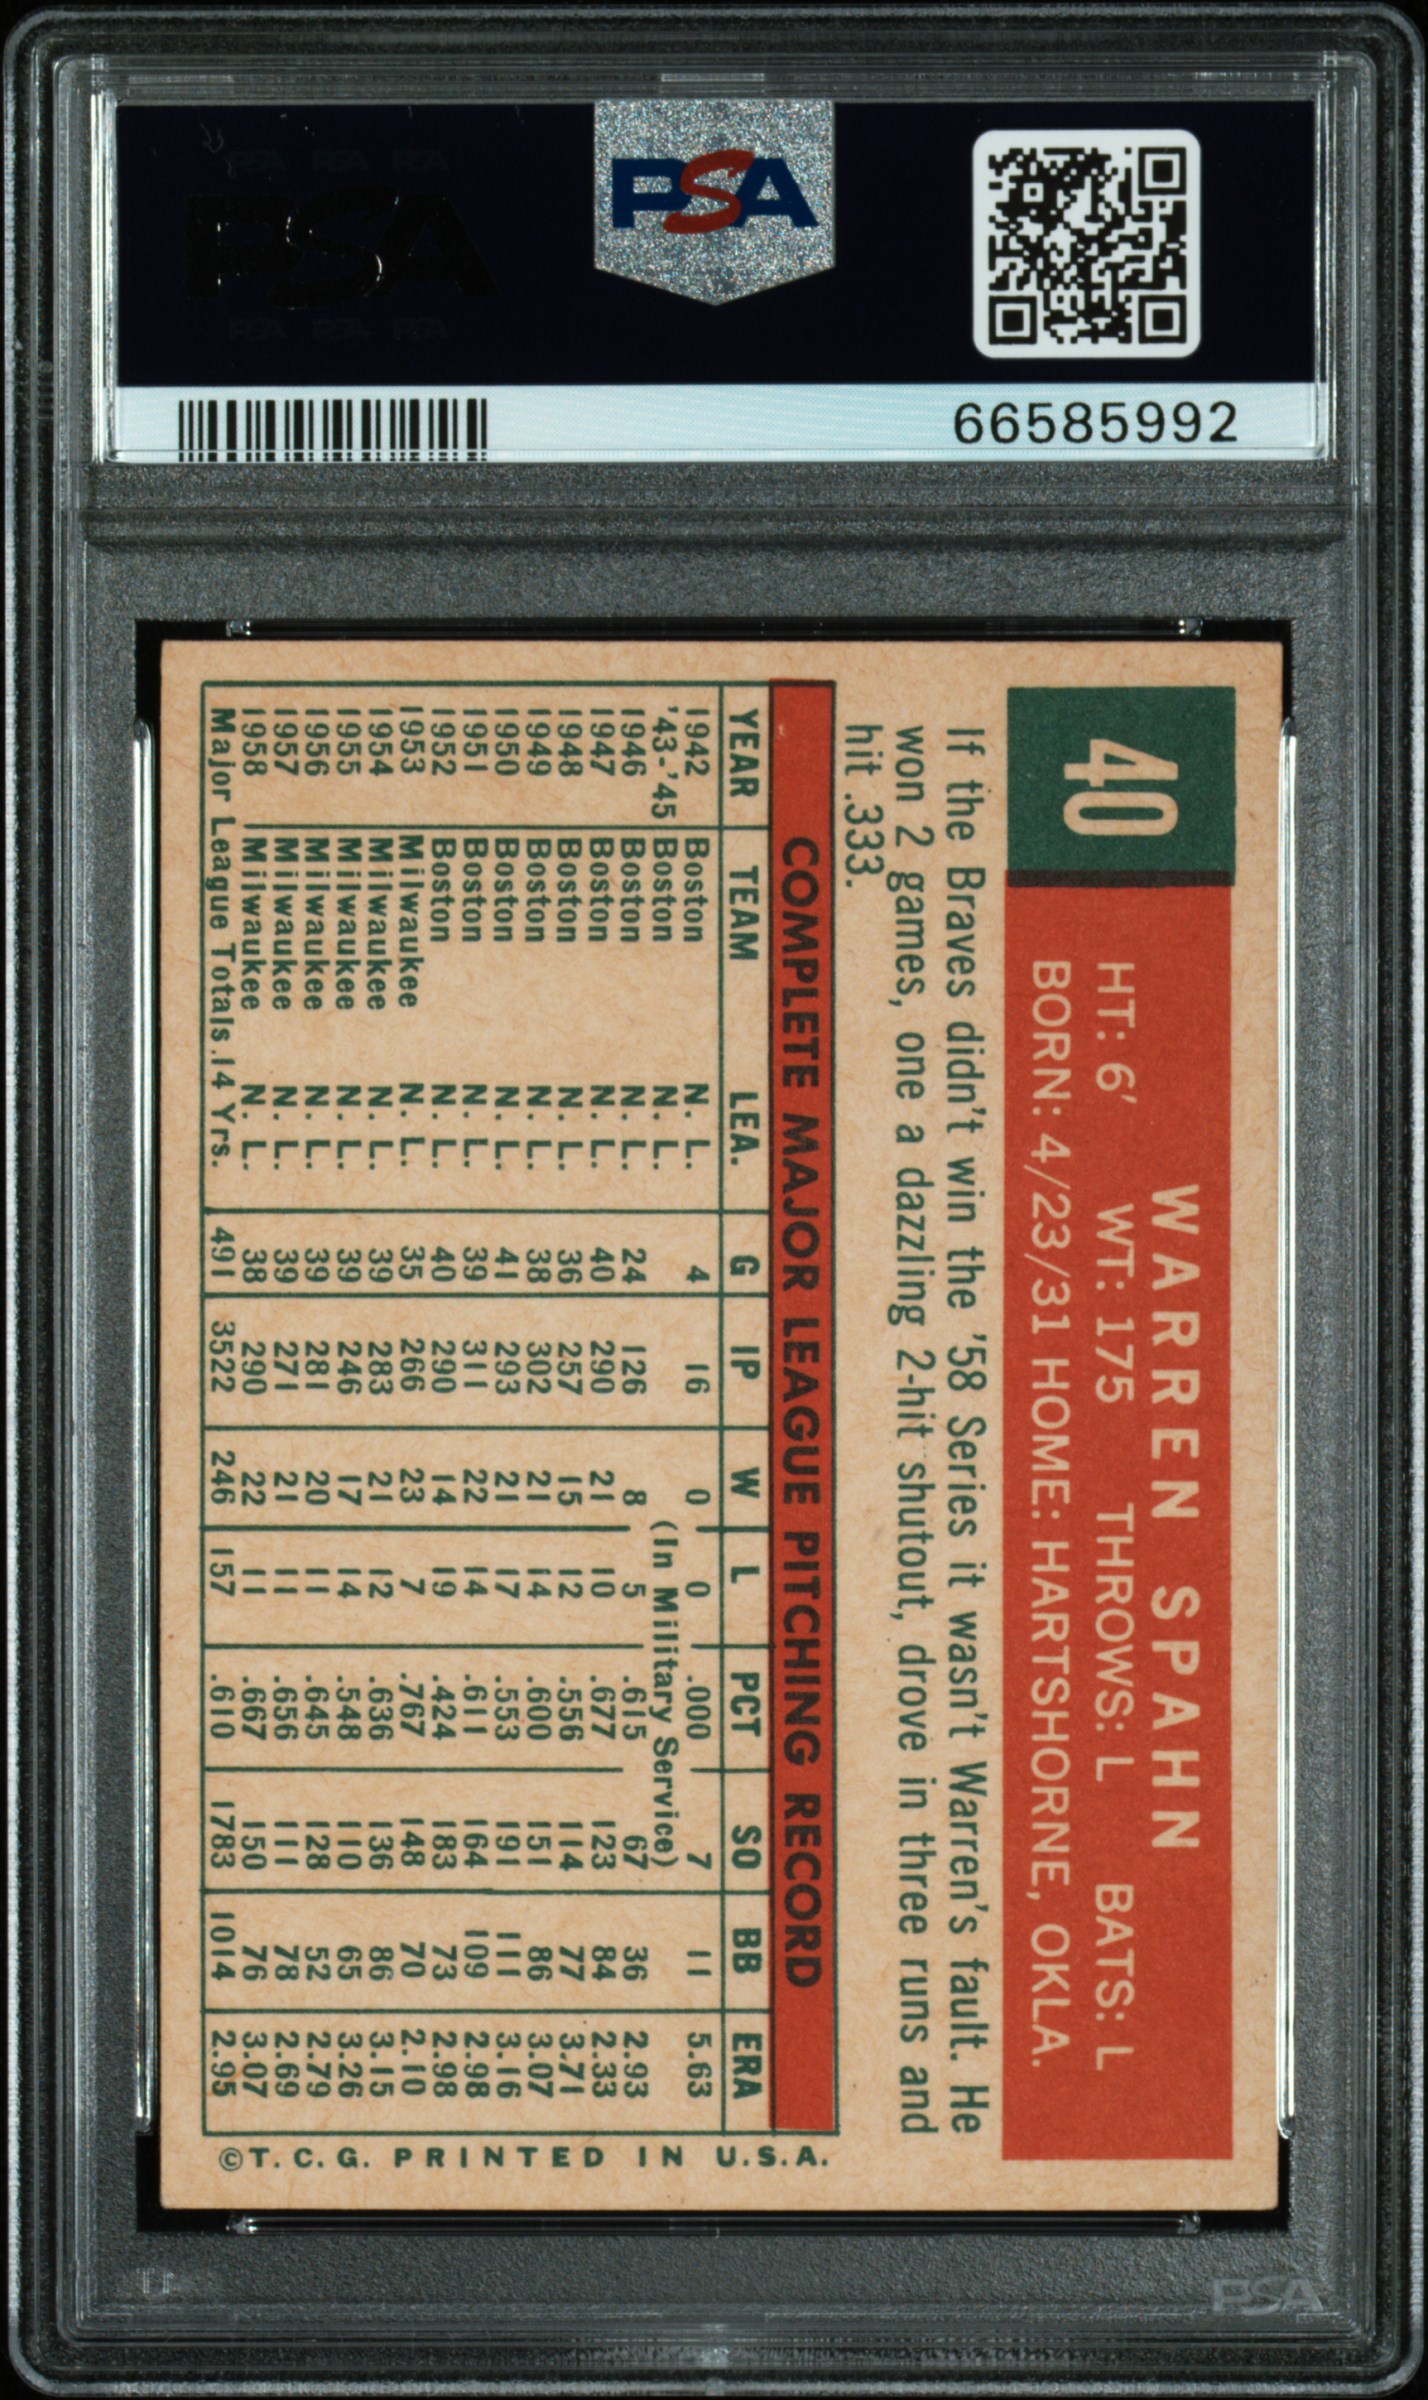 PSA
PSA PSA PSA
PSA
PSA PSA PSA
66585992
40
WARREN SPAHN
HT: 6' WT: 175 THROWS: L BATS: L
BORN: 4/23/31 HOME: HARTSHORNE, OKLA.
If the Braves didn't win the '58 Series it wasn't Warren's fault. He
won 2 games, one a dazzling 2-hit shutout, drove in three runs and
hit .333.
COMPLETE MAJOR LEAGUE PITCHING RECORD
YEAR TEAM LEA. G IP W L PCT SO BB ERA
1942 Boston N. L. 4 16 0 0 .000 7 11 5.63
'43-'45 Boston N. L. (In Military Service)
1946 Boston N. L. 24 126 8 5 .615 67 36 2.93
1947 Boston N. L. 40 290 21 10 .677 123 84 2.33
1948 Boston N. L. 36 257 15 12 .556 114 77 3.71
1949 Boston N. L. 38 302 21 14 .600 151 86 3.07
1950 Boston N. L. 41 293 21 17 .553 191 111 3.16
1951 Boston N. L. 39 311 22 14 .611 164 109 2.98
1952 Boston N. L. 40 290 14 19 .424 183 73 2.98
1953 Milwaukee N. L. 35 266 23 7 .767 148 70 2.10
1954 Milwaukee N. L. 39 283 21 12 .636 136 86 3.15
1955 Milwaukee N. L. 39 246 17 14 .548 110 65 3.26
1956 Milwaukee N. L. 39 281 20 11 .645 128 52 2.79
1957 Milwaukee N. L. 39 271 21 11 .656 111 78 2.69
1958 Milwaukee N. L. 38 290 22 11 .667 150 76 3.07
Major League Totals.14 Yrs. 491 3522 246 157 .610 1783 1014 2.95
©T. C. G. PRINTED IN U.S.A.
PSA